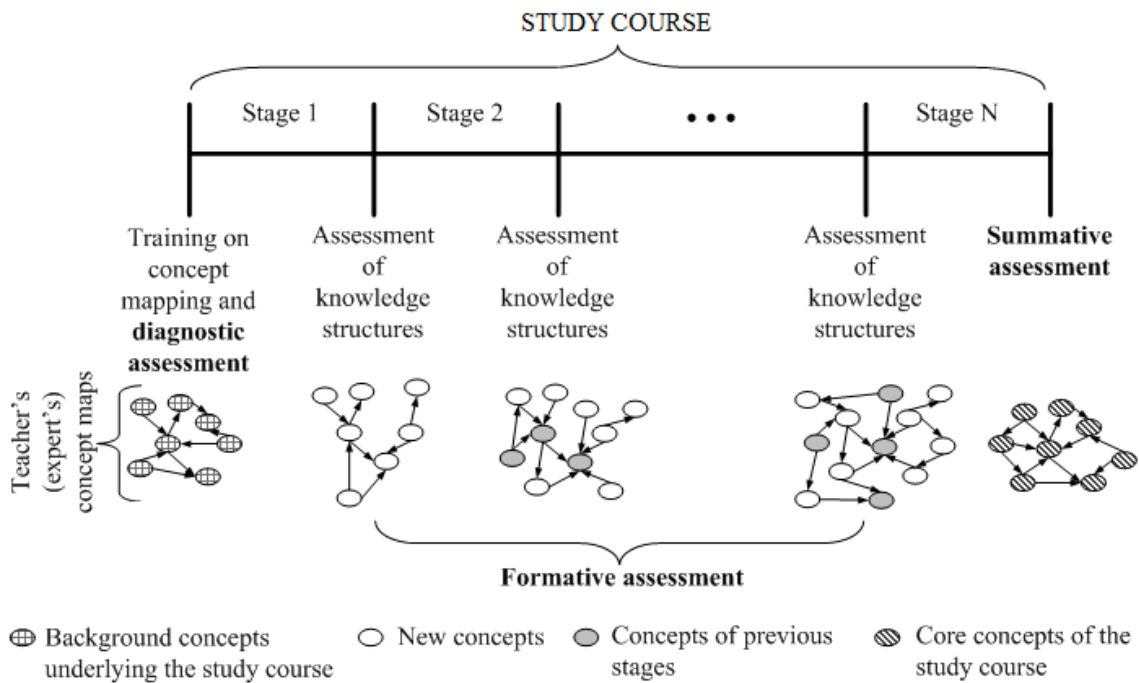 STUDY COURSE
Stage 1
Stage 2
• • •
Stage N
Training on
concept
mapping and
diagnostic
assessment
Assessment
of
knowledge
structures
Assessment
of
knowledge
structures
Assessment
of
knowledge
structures
Summative
assessment
Teacher's
(expert's)
concept maps
Formative assessment
Background concepts
underlying the study course
New concepts
Concepts of previous
stages
Core concepts of the
study course